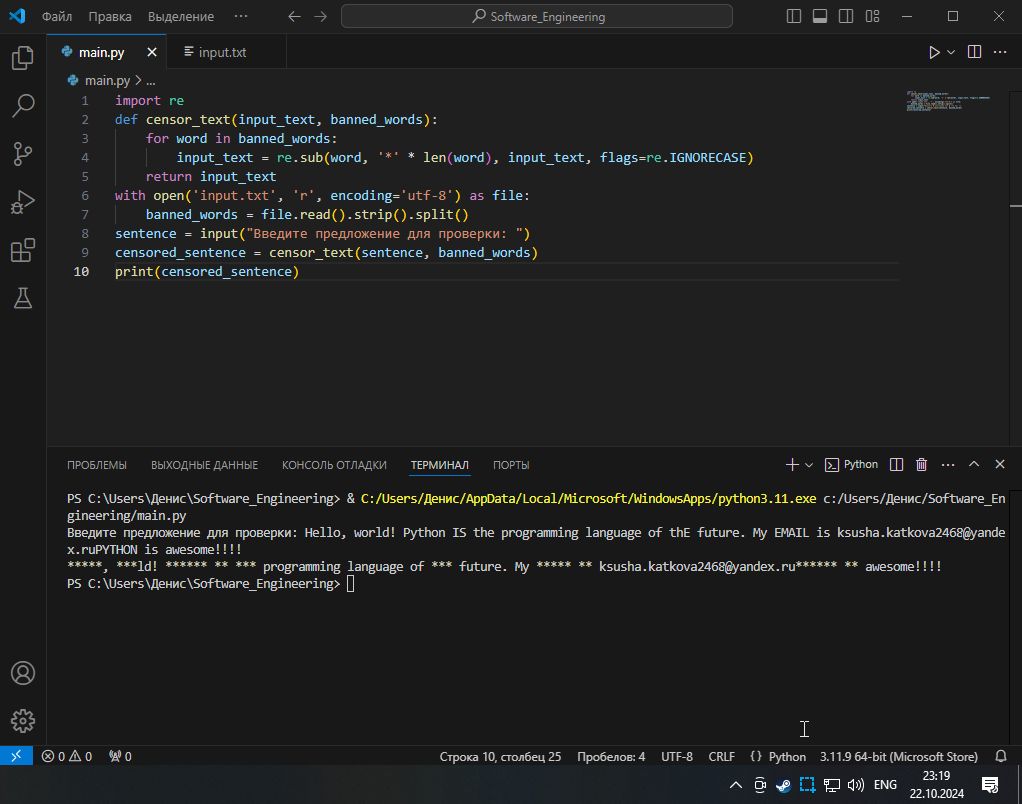 Файл Правка Выделение ··· Software_Engineering
main.py input.txt
main.py > ...
1 import re
2 def censor_text(input_text, banned_words):
3 for word in banned_words:
4 input_text = re.sub(word, '*' * len(word), input_text, flags=re.IGNORECASE)
5 return input_text
6 with open('input.txt', 'r', encoding='utf-8') as file:
7 banned_words = file.read().strip().split()
8 sentence = input("Введите предложение для проверки: ")
9 censored_sentence = censor_text(sentence, banned_words)
10 print(censored_sentence)
ПРОБЛЕМЫ ВЫХОДНЫЕ ДАННЫЕ КОНСОЛЬ ОТЛАДКИ ТЕРМИНАЛ ПОРТЫ Python
PS C:\Users\Денис\Software_Engineering> & C:/Users/Денис/AppData/Local/Microsoft/WindowsApps/python3.11.exe c:/Users/Денис/Software_En
gineering/main.py
Введите предложение для проверки: Hello, world! Python IS the programming language of thE future. My EMAIL is ksusha.katkova2468@yande
x.ruPYTHON is awesome!!!!
*****, ***ld! ****** ** *** programming language of *** future. My ***** ** ksusha.katkova2468@yandex.ru****** ** awesome!!!!
PS C:\Users\Денис\Software_Engineering>
0 0 0 Строка 10, столбец 25 Пробелов: 4 UTF-8 CRLF {} Python 3.11.9 64-bit (Microsoft Store)
ENG 23:19
22.10.2024